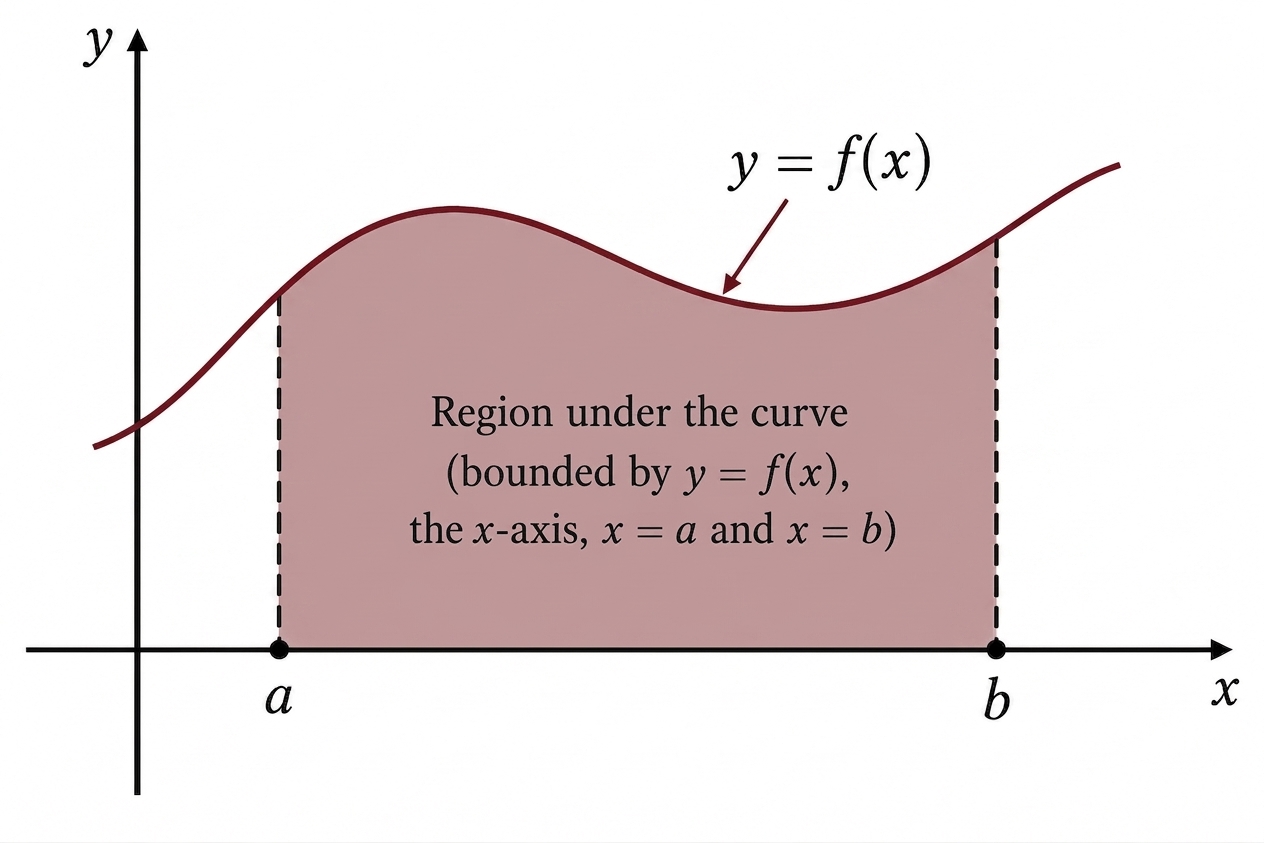 y
y = f(x)
Region under the curve
(bounded by y = f(x),
the x-axis, x = a and x = b)
a
b
x